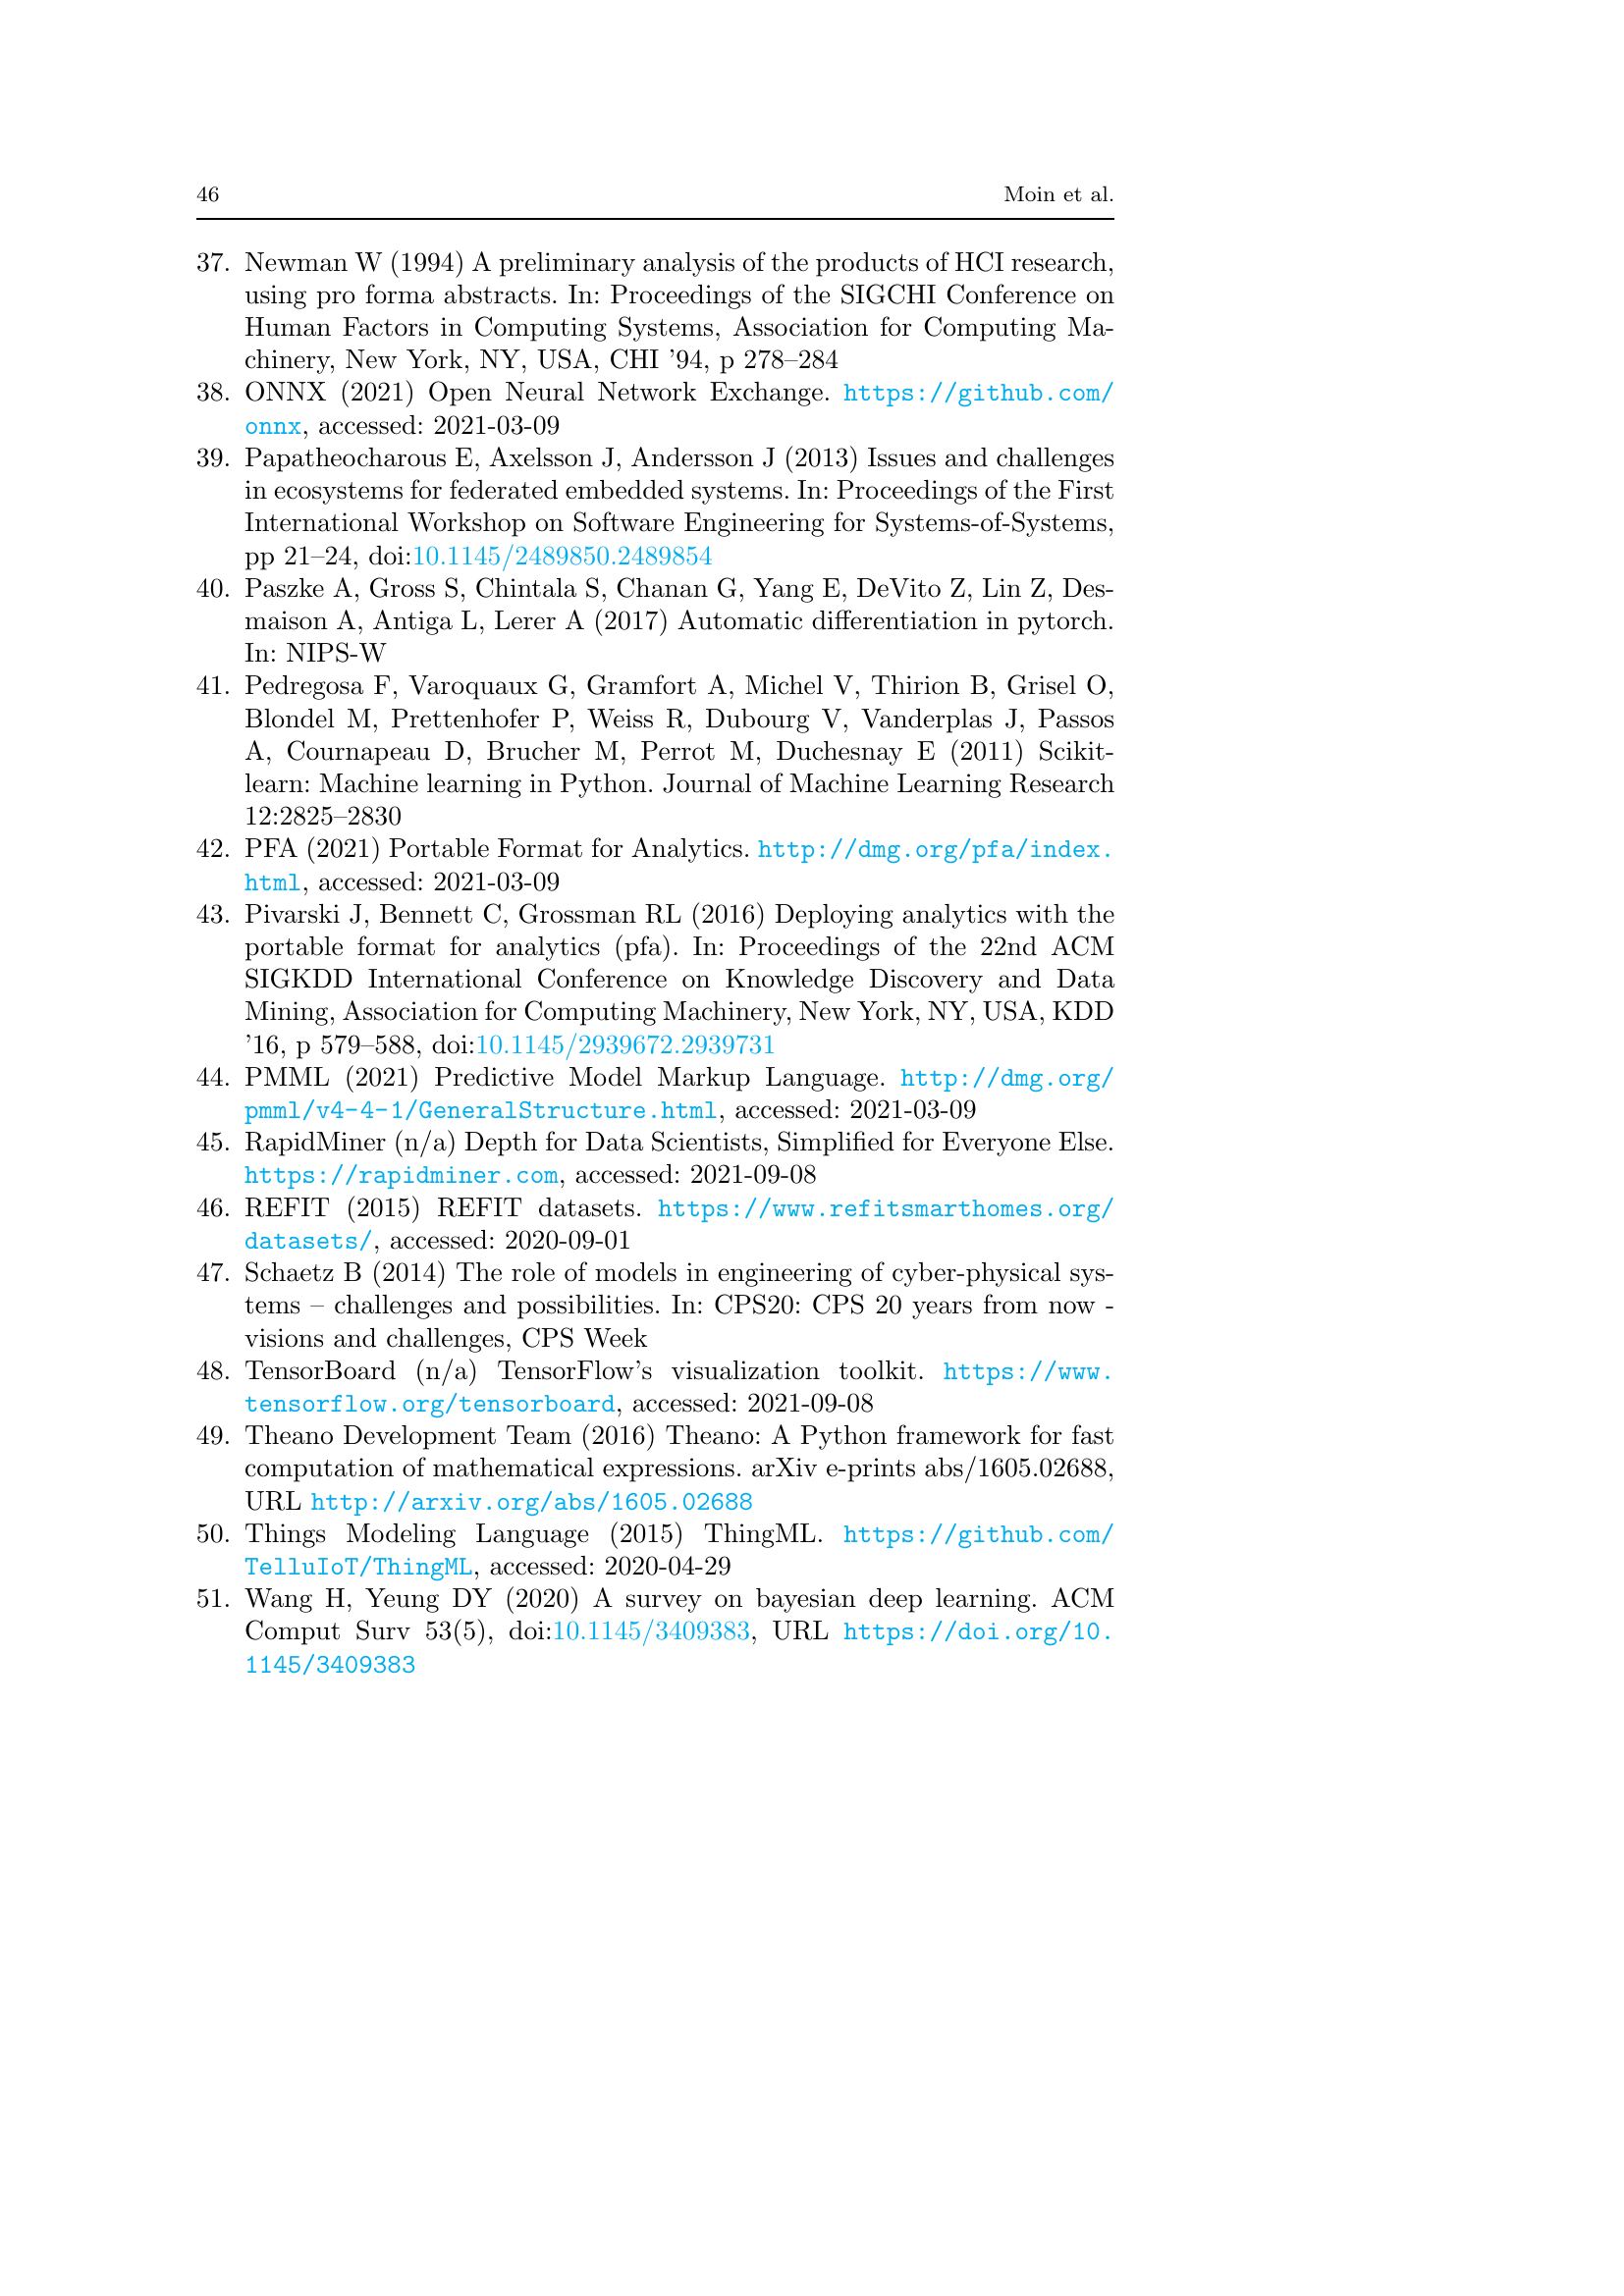 46
Moin et al.
37. Newman W (1994) A preliminary analysis of the products of HCI research,
using pro forma abstracts. In: Proceedings of the SIGCHI Conference on
Human Factors in Computing Systems, Association for Computing Ma-
chinery, New York, NY, USA, CHI ’94, p 278–284
38. ONNX (2021) Open Neural Network Exchange. https://github.com/
onnx, accessed: 2021-03-09
39. Papatheocharous E, Axelsson J, Andersson J (2013) Issues and challenges
in ecosystems for federated embedded systems. In: Proceedings of the First
International Workshop on Software Engineering for Systems-of-Systems,
pp 21–24, doi:10.1145/2489850.2489854
40. Paszke A, Gross S, Chintala S, Chanan G, Yang E, DeVito Z, Lin Z, Des-
maison A, Antiga L, Lerer A (2017) Automatic differentiation in pytorch.
In: NIPS-W
41. Pedregosa F, Varoquaux G, Gramfort A, Michel V, Thirion B, Grisel O,
Blondel M, Prettenhofer P, Weiss R, Dubourg V, Vanderplas J, Passos
A, Cournapeau D, Brucher M, Perrot M, Duchesnay E (2011) Scikit-
learn: Machine learning in Python. Journal of Machine Learning Research
12:2825–2830
42. PFA (2021) Portable Format for Analytics. http://dmg.org/pfa/index.
html, accessed: 2021-03-09
43. Pivarski J, Bennett C, Grossman RL (2016) Deploying analytics with the
portable format for analytics (pfa). In: Proceedings of the 22nd ACM
SIGKDD International Conference on Knowledge Discovery and Data
Mining, Association for Computing Machinery, New York, NY, USA, KDD
’16, p 579–588, doi:10.1145/2939672.2939731
44. PMML (2021) Predictive Model Markup Language. http://dmg.org/
pmml/v4-4-1/GeneralStructure.html, accessed: 2021-03-09
45. RapidMiner (n/a) Depth for Data Scientists, Simplified for Everyone Else.
https://rapidminer.com, accessed: 2021-09-08
46. REFIT (2015) REFIT datasets. https://www.refitsmarthomes.org/
datasets/, accessed: 2020-09-01
47. Schaetz B (2014) The role of models in engineering of cyber-physical sys-
tems – challenges and possibilities. In: CPS20: CPS 20 years from now -
visions and challenges, CPS Week
48. TensorBoard (n/a) TensorFlow’s visualization toolkit. https://www.
tensorflow.org/tensorboard, accessed: 2021-09-08
49. Theano Development Team (2016) Theano: A Python framework for fast
computation of mathematical expressions. arXiv e-prints abs/1605.02688,
URL http://arxiv.org/abs/1605.02688
50. Things Modeling Language (2015) ThingML. https://github.com/
TelluIoT/ThingML, accessed: 2020-04-29
51. Wang H, Yeung DY (2020) A survey on bayesian deep learning. ACM
Comput Surv 53(5), doi:10.1145/3409383, URL https://doi.org/10.
1145/3409383